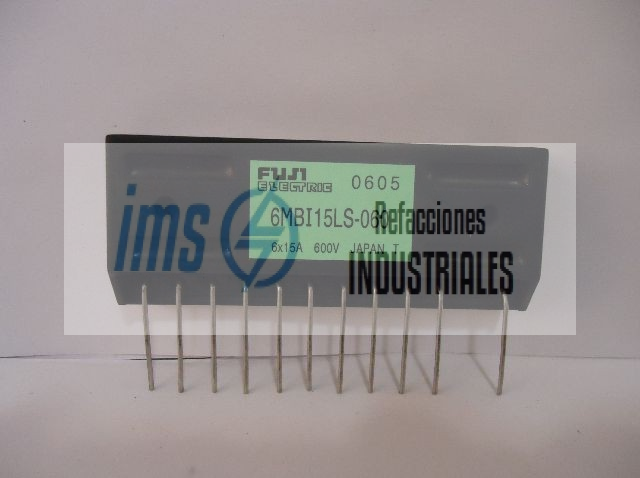 FUJI
ELECTRIC 0605
6MBI15LS-060
6x15A 600V JAPAN T
ims
Refacciones
INDUSTRIALES